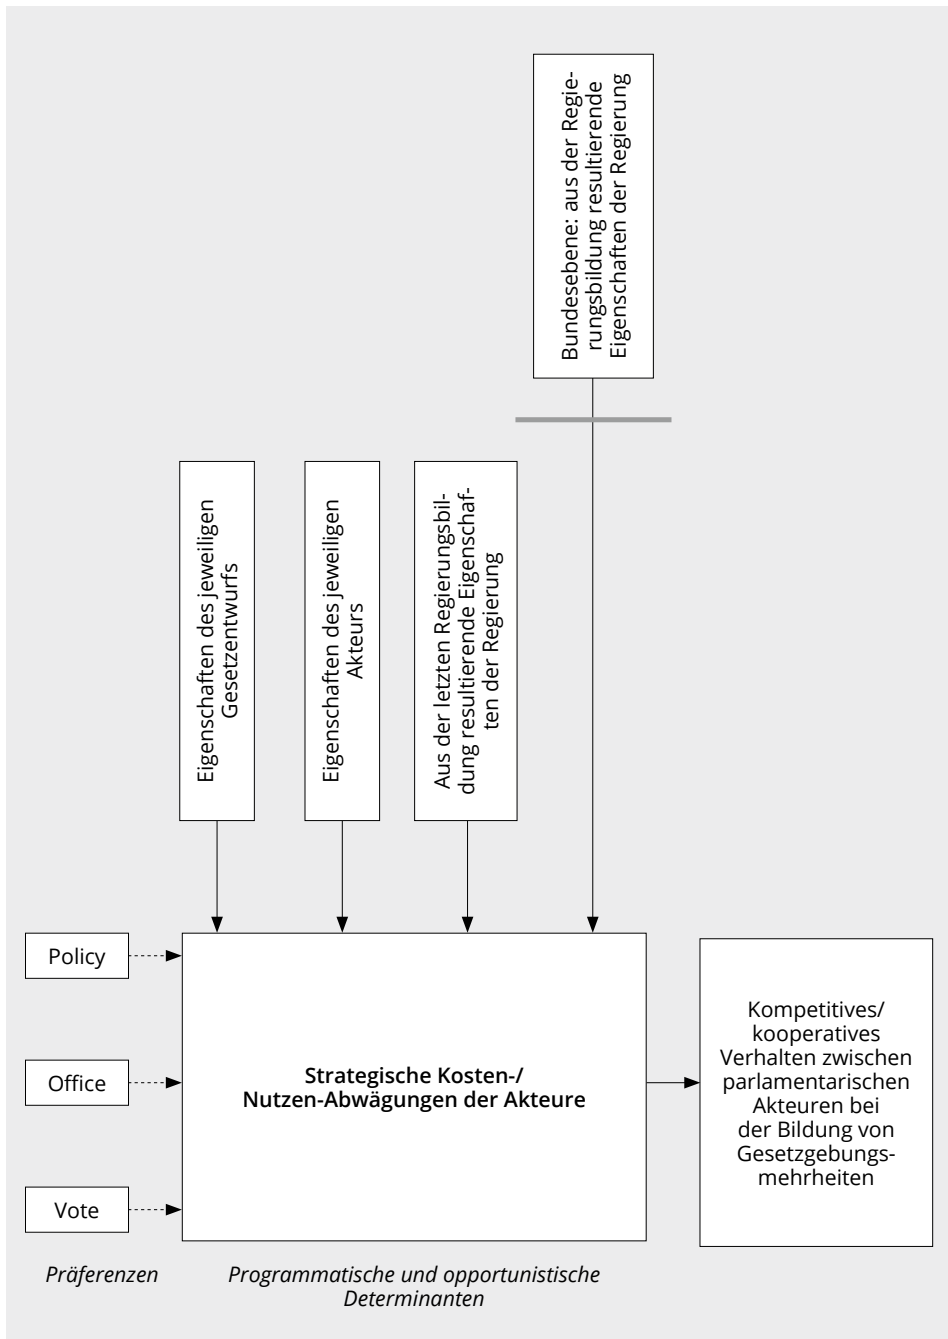 Bundesebene: aus der Regie-
rungsbildung resultierende
Eigenschaften der Regierung
Eigenschaften des jeweiligen
Gesetzentwurfs
Eigenschaften des jeweiligen
Akteurs
Aus der letzten Regierungsbil-
dung resultierende Eigenschaf-
ten der Regierung
Policy
Office
Vote
Strategische Kosten-/
Nutzen-Abwägungen der Akteure
Kompetitives/
kooperatives
Verhalten zwischen
parlamentarischen
Akteuren bei
der Bildung von
Gesetzgebungs-
mehrheiten
Präferenzen
Programmatische und opportunistische
Determinanten